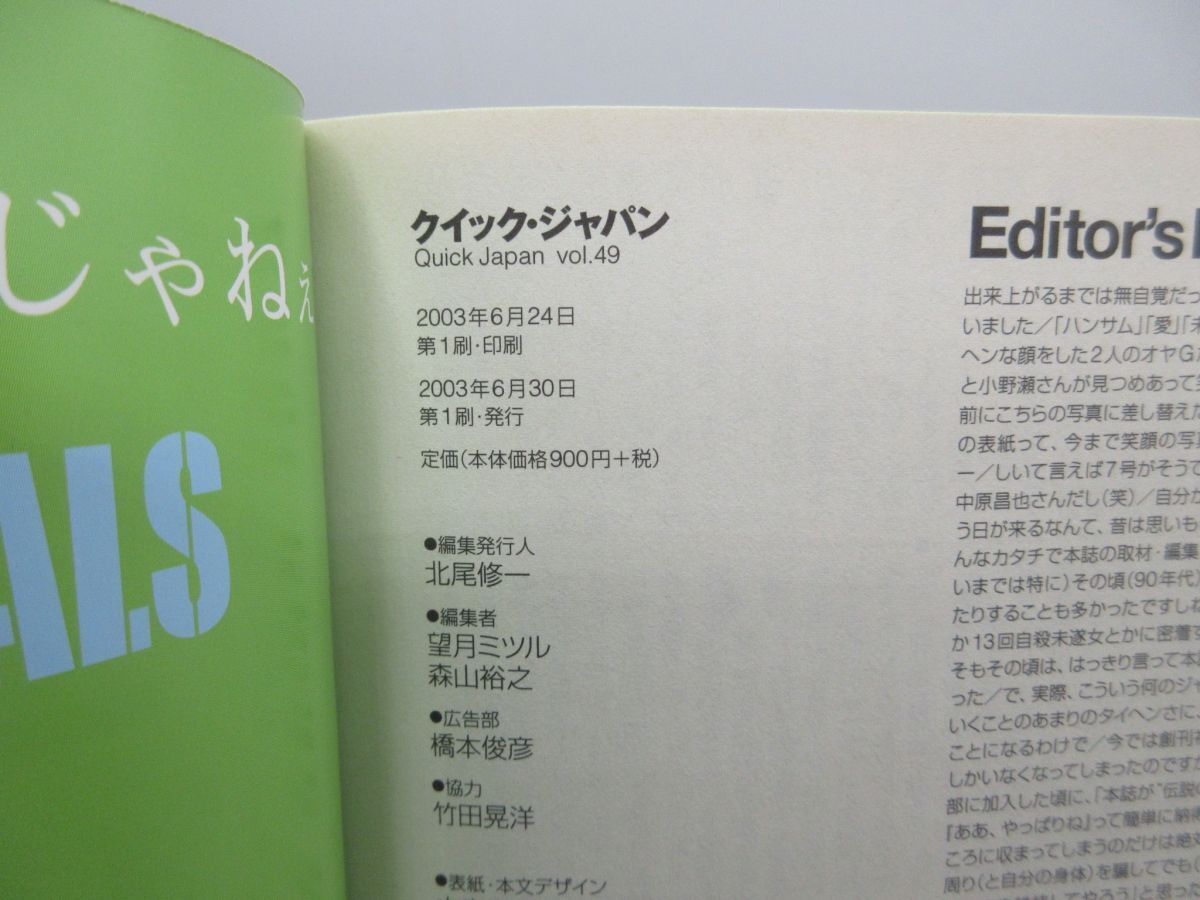 じゃねぇ
ALS
クイック・ジャパン
Quick Japan vol.49
2003年6月24日
第1刷・印刷
2003年6月30日
第1刷・発行
定価(本体価格900円+税)
●編集発行人
北尾修一
●編集者
望月ミツル
森山裕之
●広告部
橋本俊彦
●協力
竹田晃洋
●表紙・本文デザイン
Editor's
出来上がるまでは無自覚だっ
いました/「ハンサム」「愛」「
ヘンな顔をした2人のオヤG
と小野瀬さんが見つめあって
前にこちらの写真に差し替えた
の表紙って、今まで笑顔の写真
ー/しいて言えば7号がそうで
中原昌也さんだし(笑)/自分が
う日が来るなんて、昔は思いも
んなカタチで本誌の取材・編集
いまでは特に)その頃(90年代)
たりすることも多かったですしね
か13回自殺未遂女とかに密着
そもその頃は、はっきり言って本
った/で、実際、こういう何のジャ
いくことのあまりのタイヘンさに
ことになるわけで/今では創刊
しかいなくなってしまったのですが
部に加入した頃に、「本誌が“伝説の
『ああ、やっぱりね』って簡単に納得
ころに収まってしまうのだけは絶対
周り(と自分の身体)を騙してでも(
してやろう」と思った